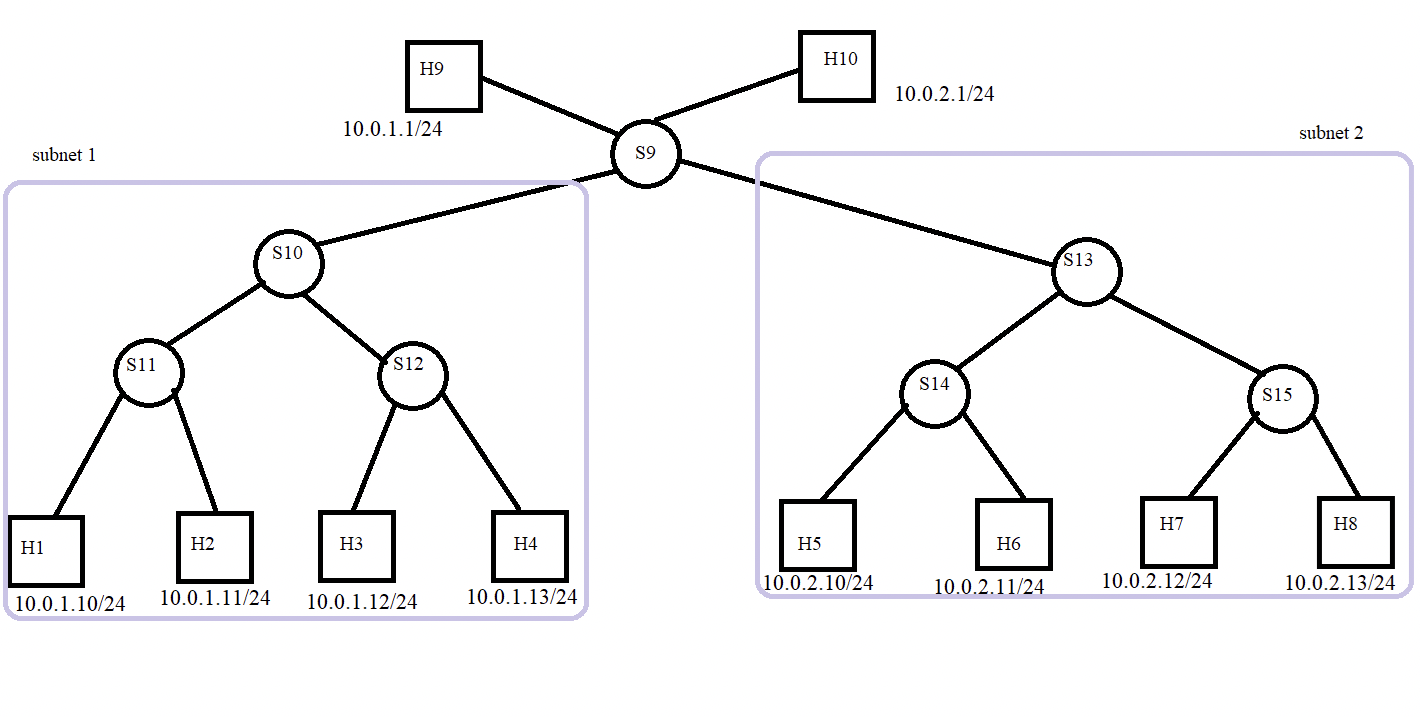 H9
H10
10.0.2.1/24
10.0.1.1/24
subnet 1
subnet 2
S9
S10
S13
S11
S12
S14
S15
H1
H2
H3
H4
H5
H6
H7
H8
10.0.1.10/24
10.0.1.11/24
10.0.1.12/24
10.0.1.13/24
10.0.2.10/24
10.0.2.11/24
10.0.2.12/24
10.0.2.13/24